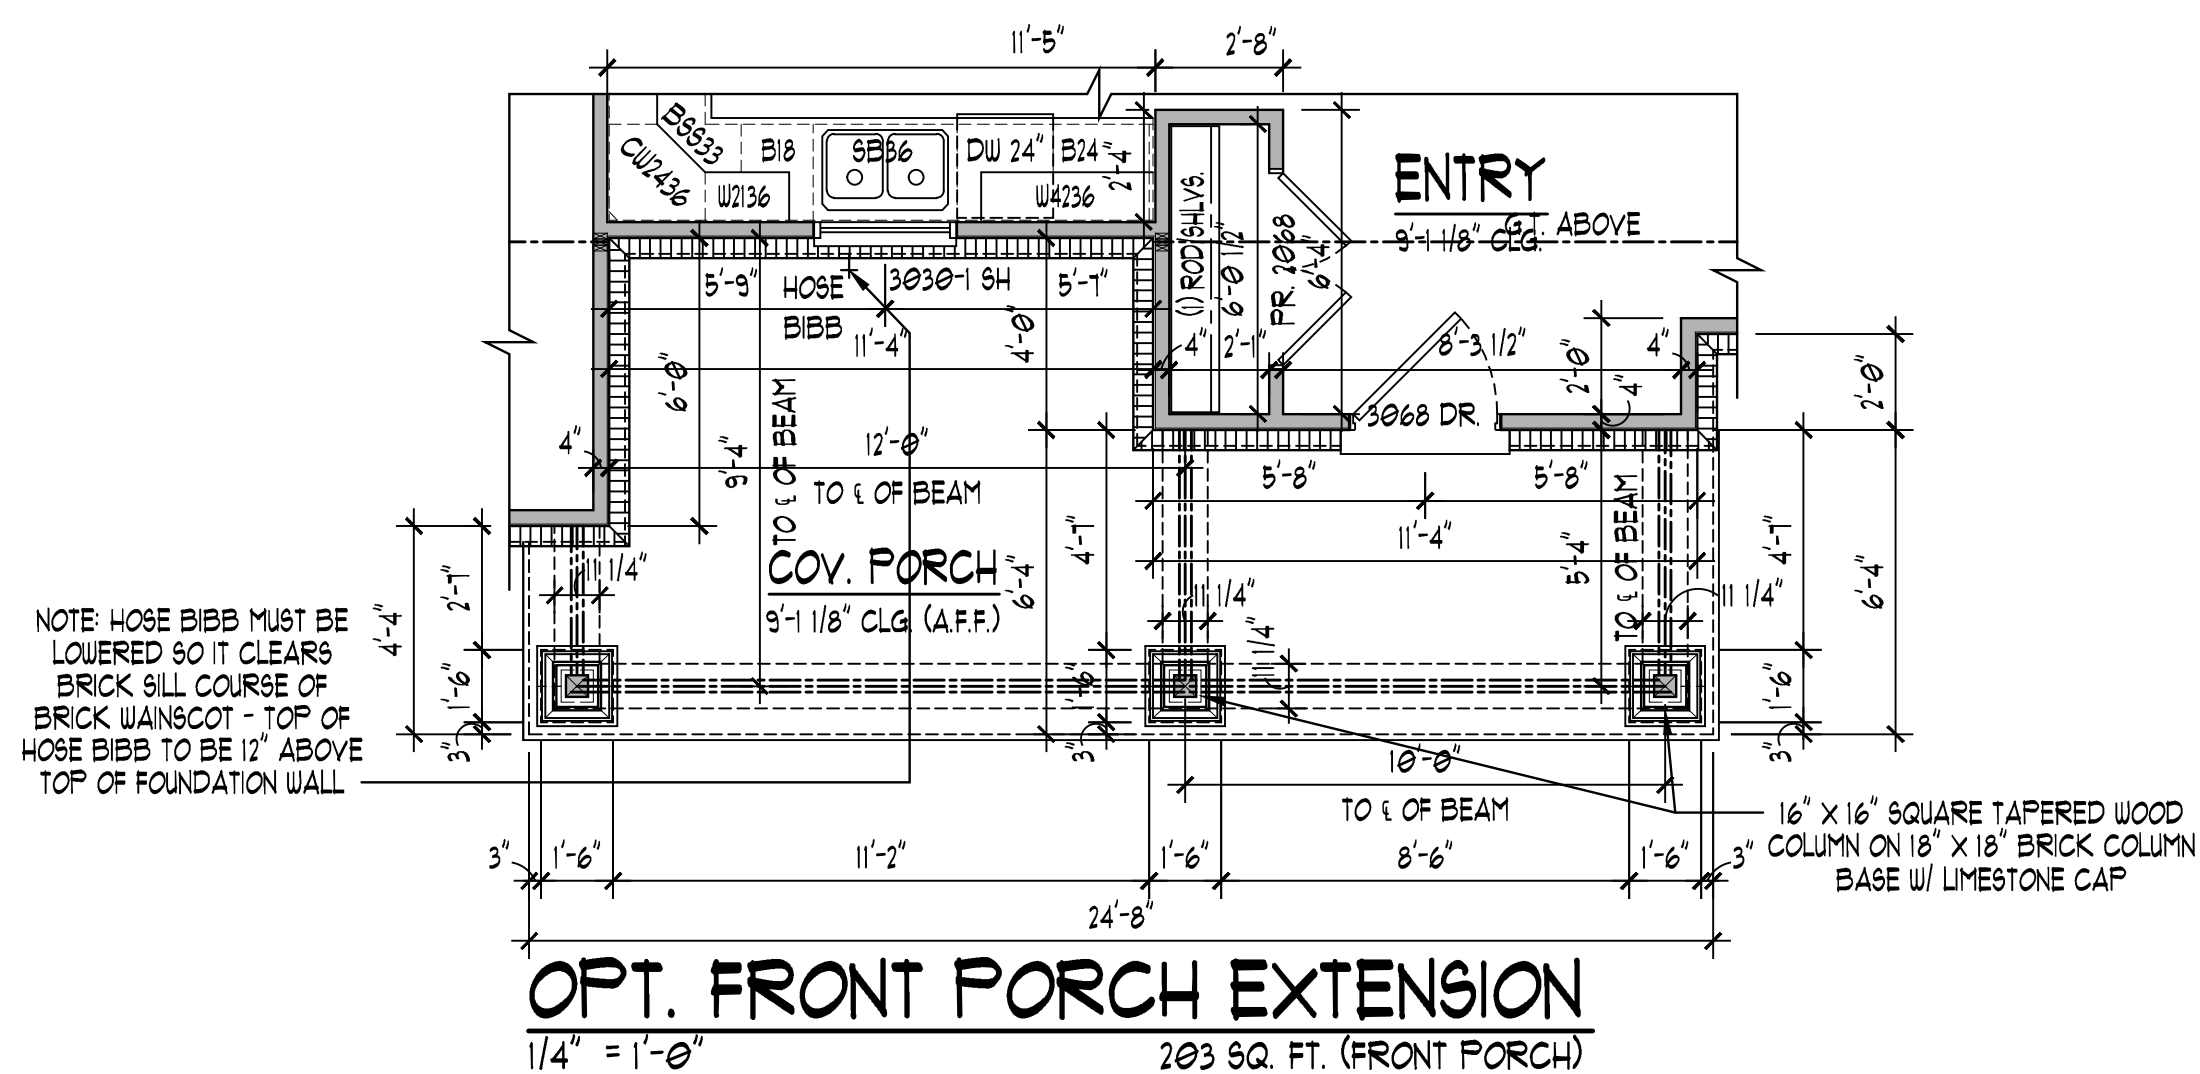 11'-5"
2'-8"
BSS33
CW2436
B18
SB36
DW 24"
B24
2'-4"
W2136
W4236
(1) ROD/SHLVS.
6'-0 1/2"
PR. 2068
6'-4"
ENTRY
9'-1 1/8" CLG.
G.T. ABOVE
5'-9"
HOSE
BIBB
3030-1 SH
5'-7"
11'-4"
4'-0"
4"
2'-1"
8'-3 1/2"
4"
2'-0"
4"
2'-0"
6'-0"
3068 DR.
4"
9'-4"
TO ℄ OF BEAM
12'-0"
TO ℄ OF BEAM
5'-8"
5'-8"
11'-4"
4'-7"
5'-4"
TO ℄ OF BEAM
4'-7"
6'-4"
COV. PORCH
9'-1 1/8" CLG. (A.F.F.)
6'-4"
11 1/4"
11 1/4"
11 1/4"
11 1/4"
2'-7"
4'-4"
1'-6"
3"
1'-6"
3"
1'-6"
3"
NOTE: HOSE BIBB MUST BE
LOWERED SO IT CLEARS
BRICK SILL COURSE OF
BRICK WAINSCOT - TOP OF
HOSE BIBB TO BE 12" ABOVE
TOP OF FOUNDATION WALL
10'-0"
TO ℄ OF BEAM
16" X 16" SQUARE TAPERED WOOD
COLUMN ON 18" X 18" BRICK COLUMN
BASE W/ LIMESTONE CAP
3"
1'-6"
11'-2"
1'-6"
8'-6"
1'-6"
3"
24'-8"
OPT. FRONT PORCH EXTENSION
1/4" = 1'-0"
203 SQ. FT. (FRONT PORCH)